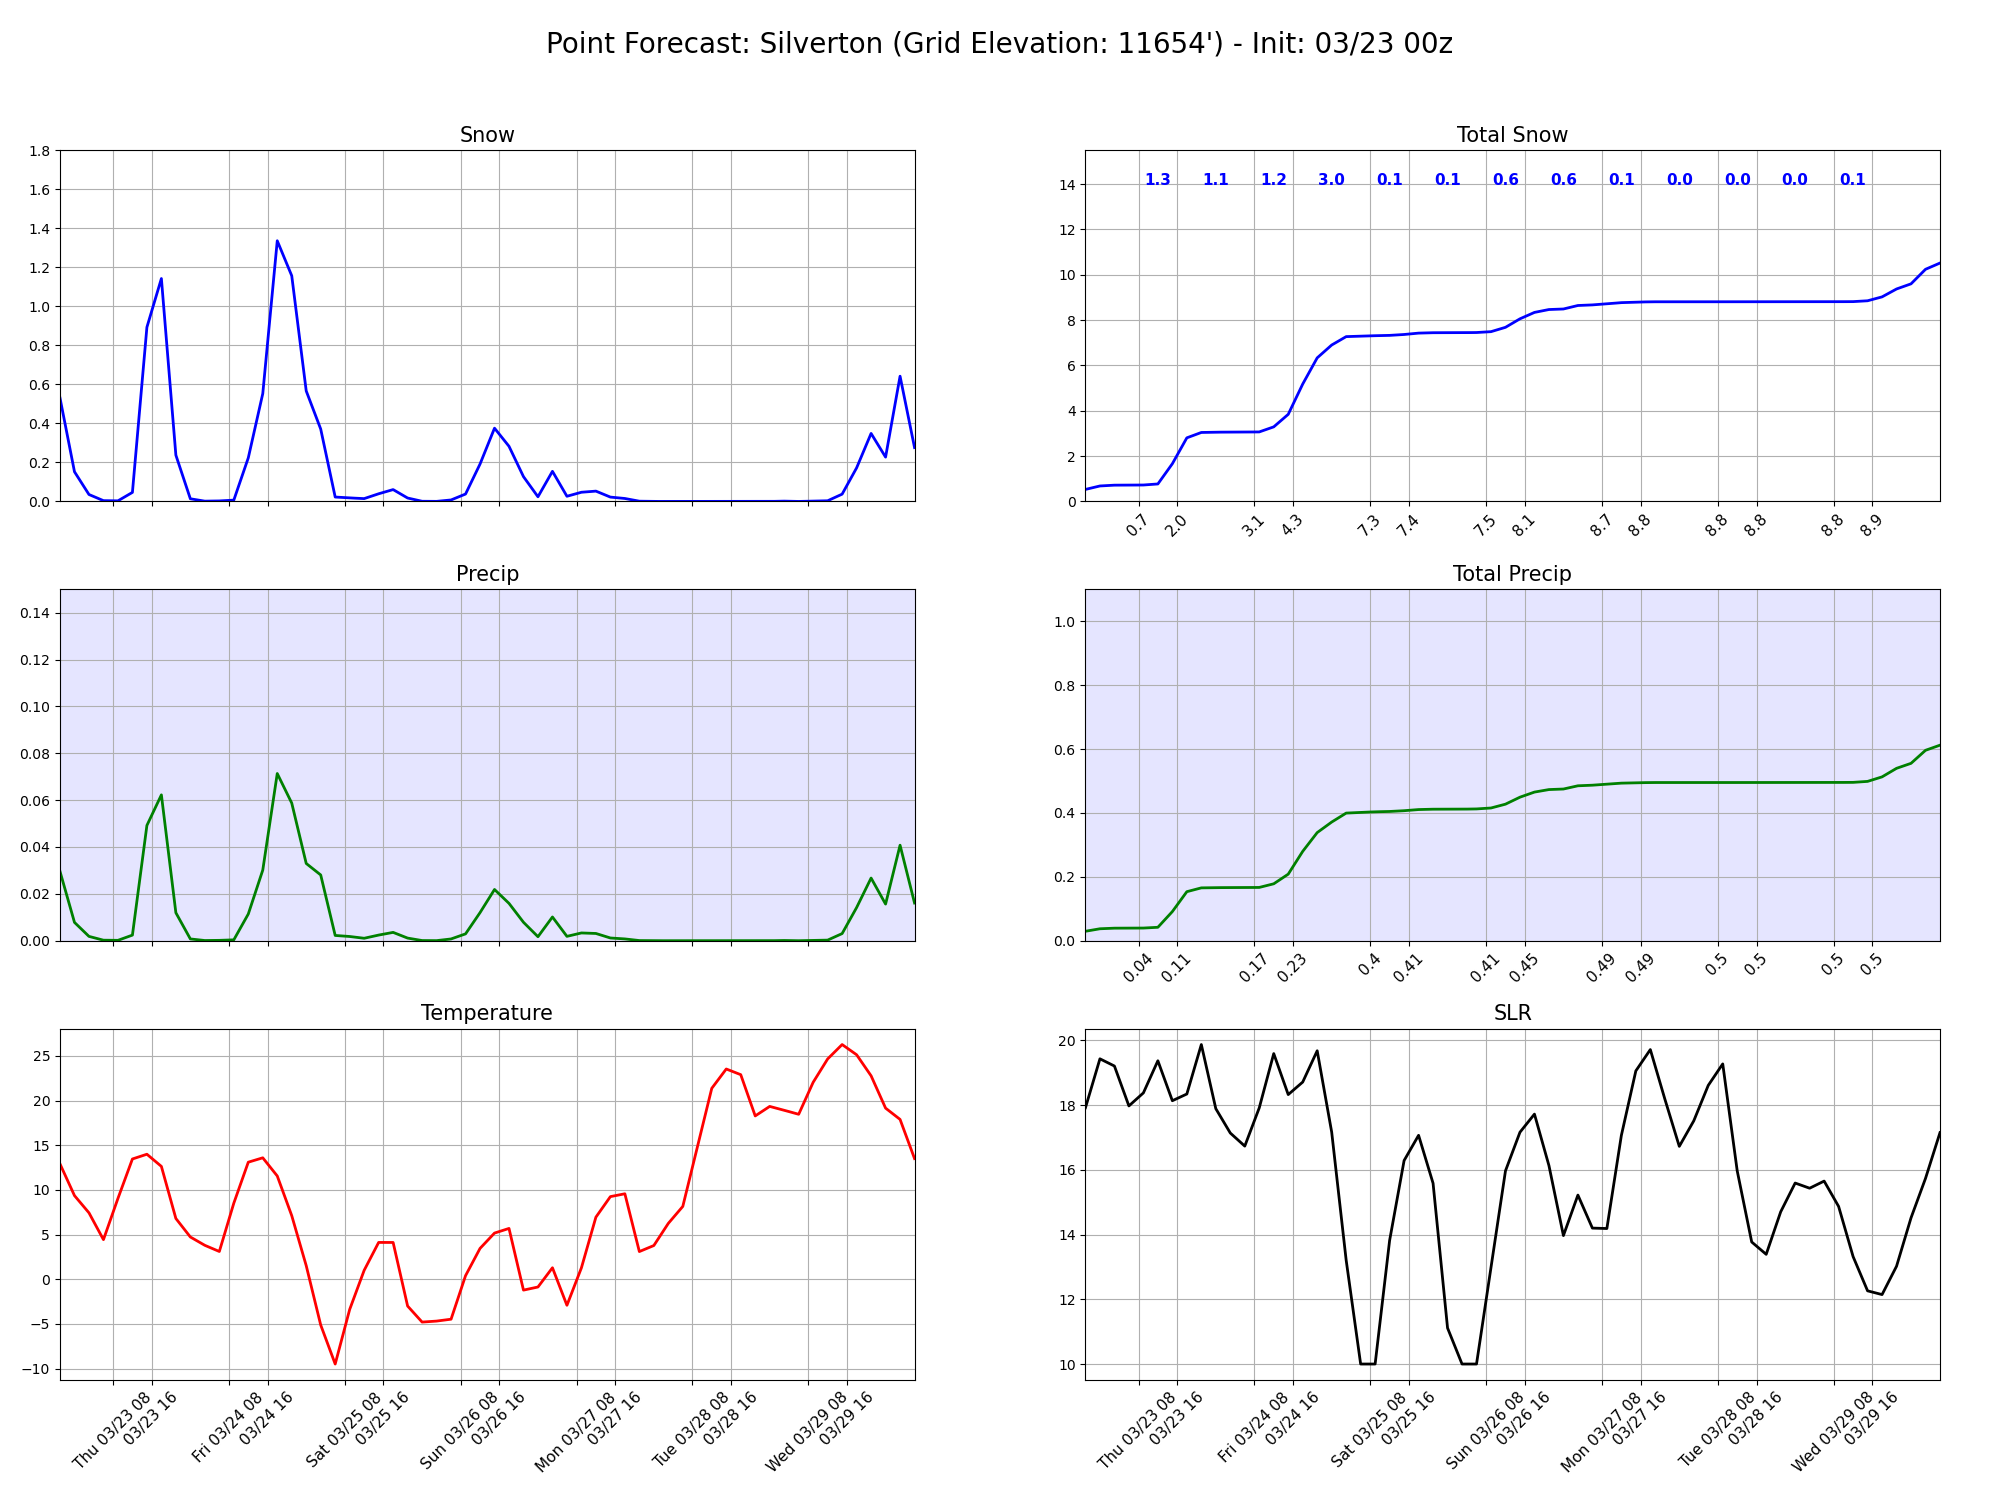 Point Forecast: Silverton (Grid Elevation: 11654') - Init: 03/23 00z
Snow
1.8
1.6
1.4
1.2
1.0
0.8
0.6
0.4
0.2
0.0
Total Snow
1.3 1.1 1.2 3.0 0.1 0.1 0.6 0.6 0.1 0.0 0.0 0.0 0.1
14
12
10
8
6
4
2
0
0.7 2.0 3.1 4.3 7.3 7.4 7.5 8.1 8.7 8.8 8.8 8.8 8.8 8.9
Precip
0.14
0.12
0.10
0.08
0.06
0.04
0.02
0.00
Total Precip
1.0
0.8
0.6
0.4
0.2
0.0
0.04 0.11 0.17 0.23 0.4 0.41 0.41 0.45 0.49 0.49 0.5 0.5 0.5 0.5
Temperature
25
20
15
10
5
0
−5
−10
Thu 03/23 08
03/23 16
Fri 03/24 08
03/24 16
Sat 03/25 08
03/25 16
Sun 03/26 08
03/26 16
Mon 03/27 08
03/27 16
Tue 03/28 08
03/28 16
Wed 03/29 08
03/29 16
SLR
20
18
16
14
12
10
Thu 03/23 08
03/23 16
Fri 03/24 08
03/24 16
Sat 03/25 08
03/25 16
Sun 03/26 08
03/26 16
Mon 03/27 08
03/27 16
Tue 03/28 08
03/28 16
Wed 03/29 08
03/29 16